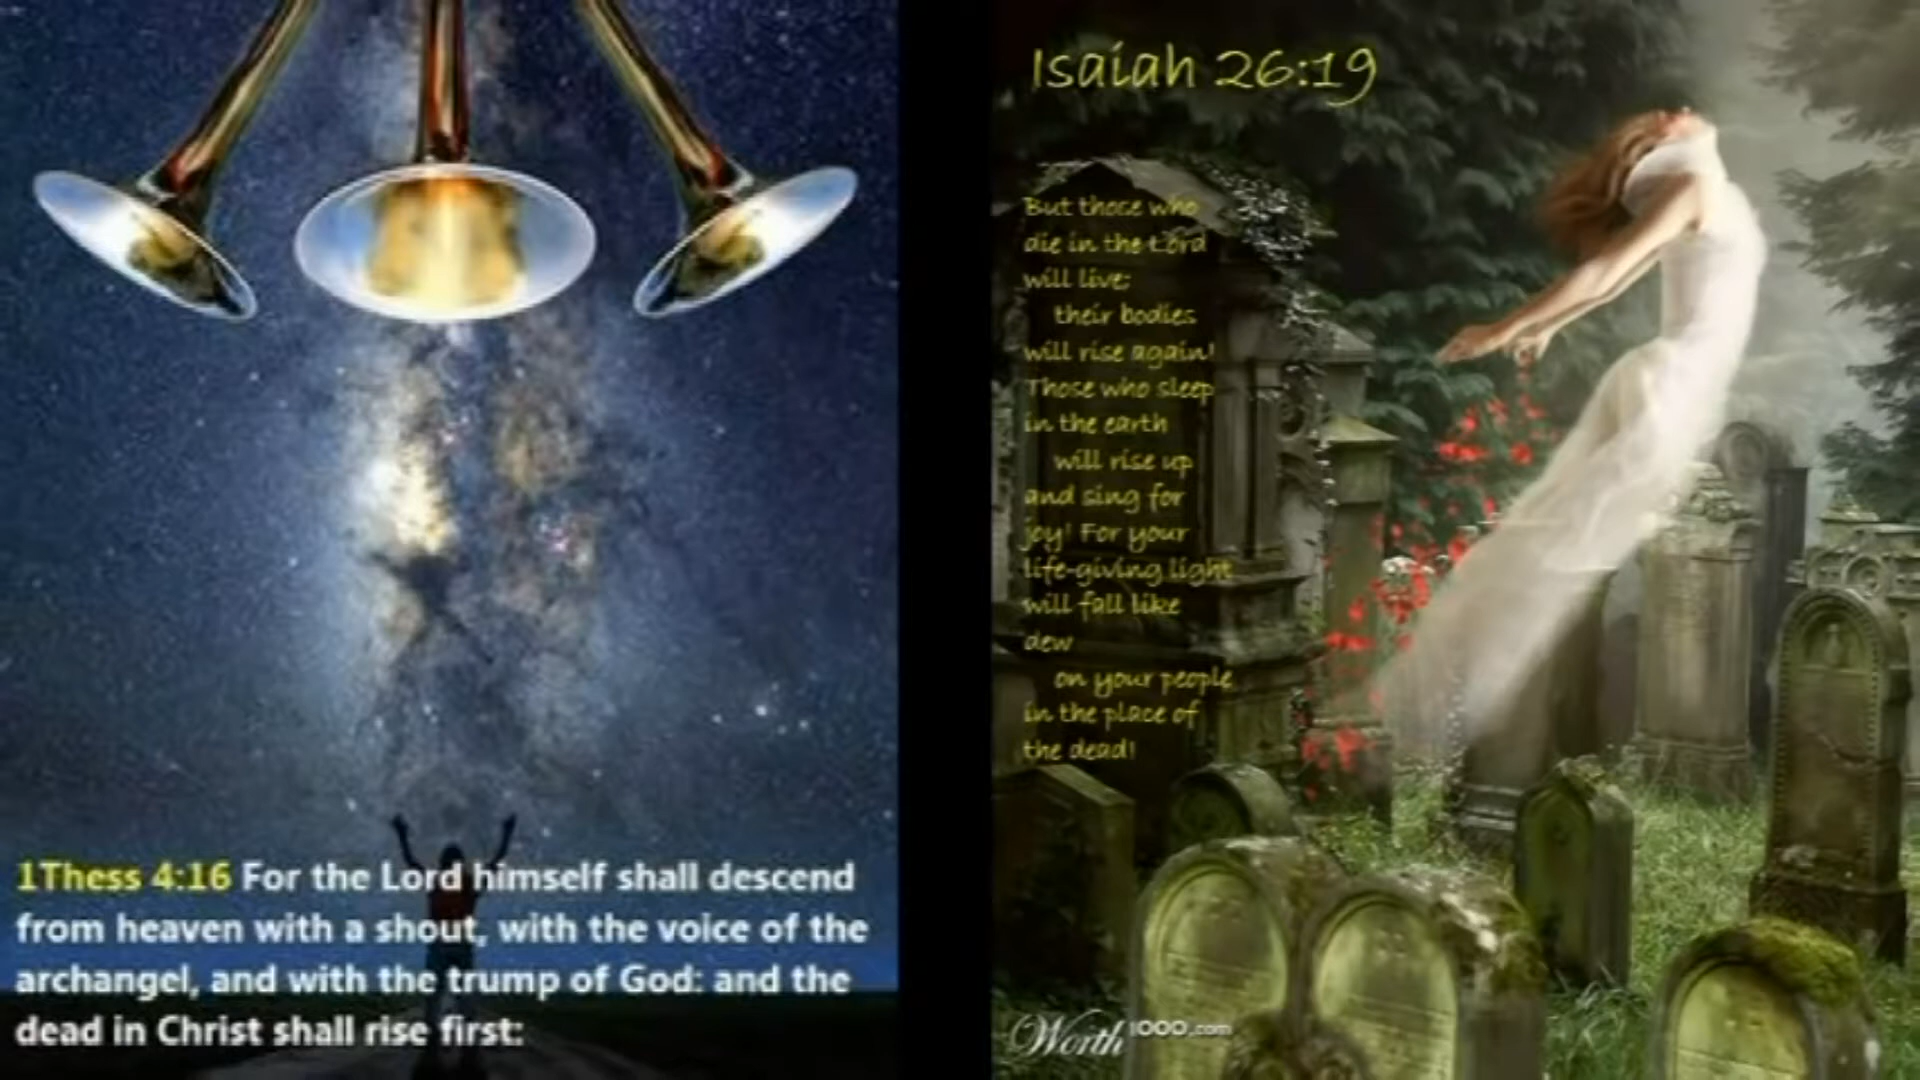 1Thess 4:16 For the Lord himself shall descend
from heaven with a shout, with the voice of the
archangel, and with the trump of God: and the
dead in Christ shall rise first:
Isaiah 26:19
But those who
die in the Lord
will live;
their bodies
will rise again!
Those who sleep
in the earth
will rise up
and sing for
joy! For your
life-giving light
will fall like
dew
on your people
in the place of
the dead!
Worth1000.com